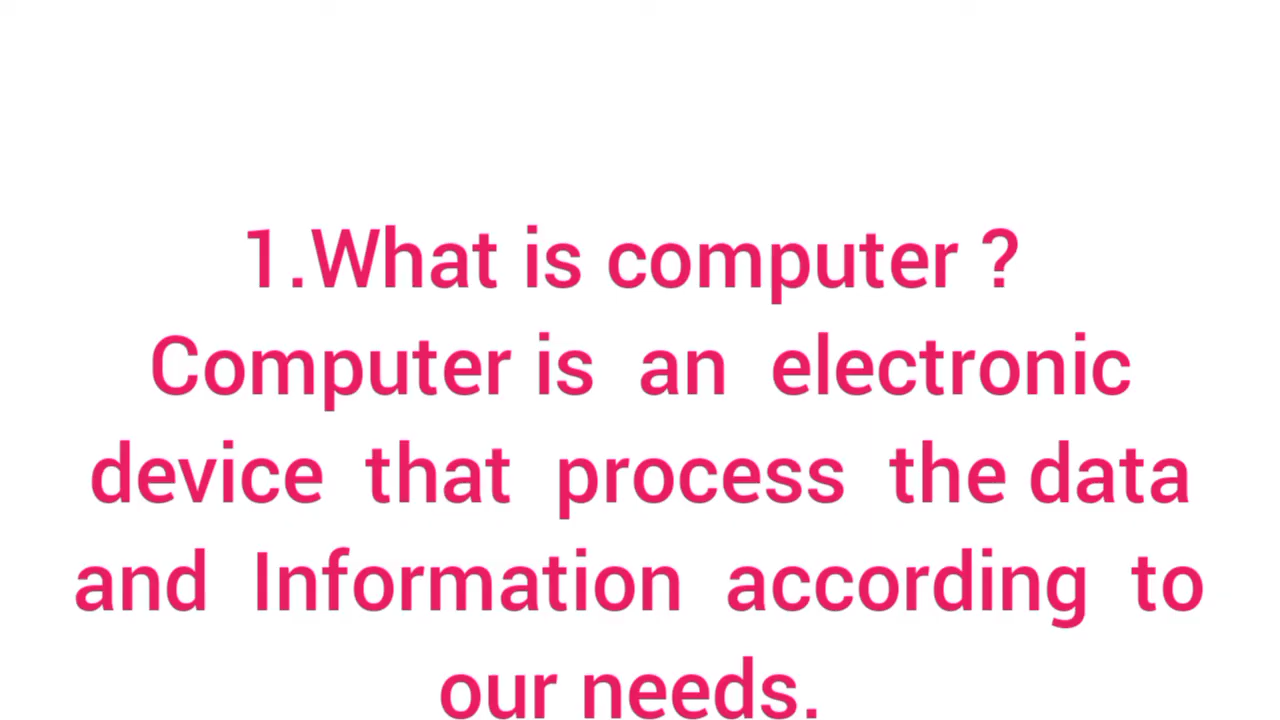 1.What is computer ?
Computer is an electronic
device that process the data
and Information according to
our needs.